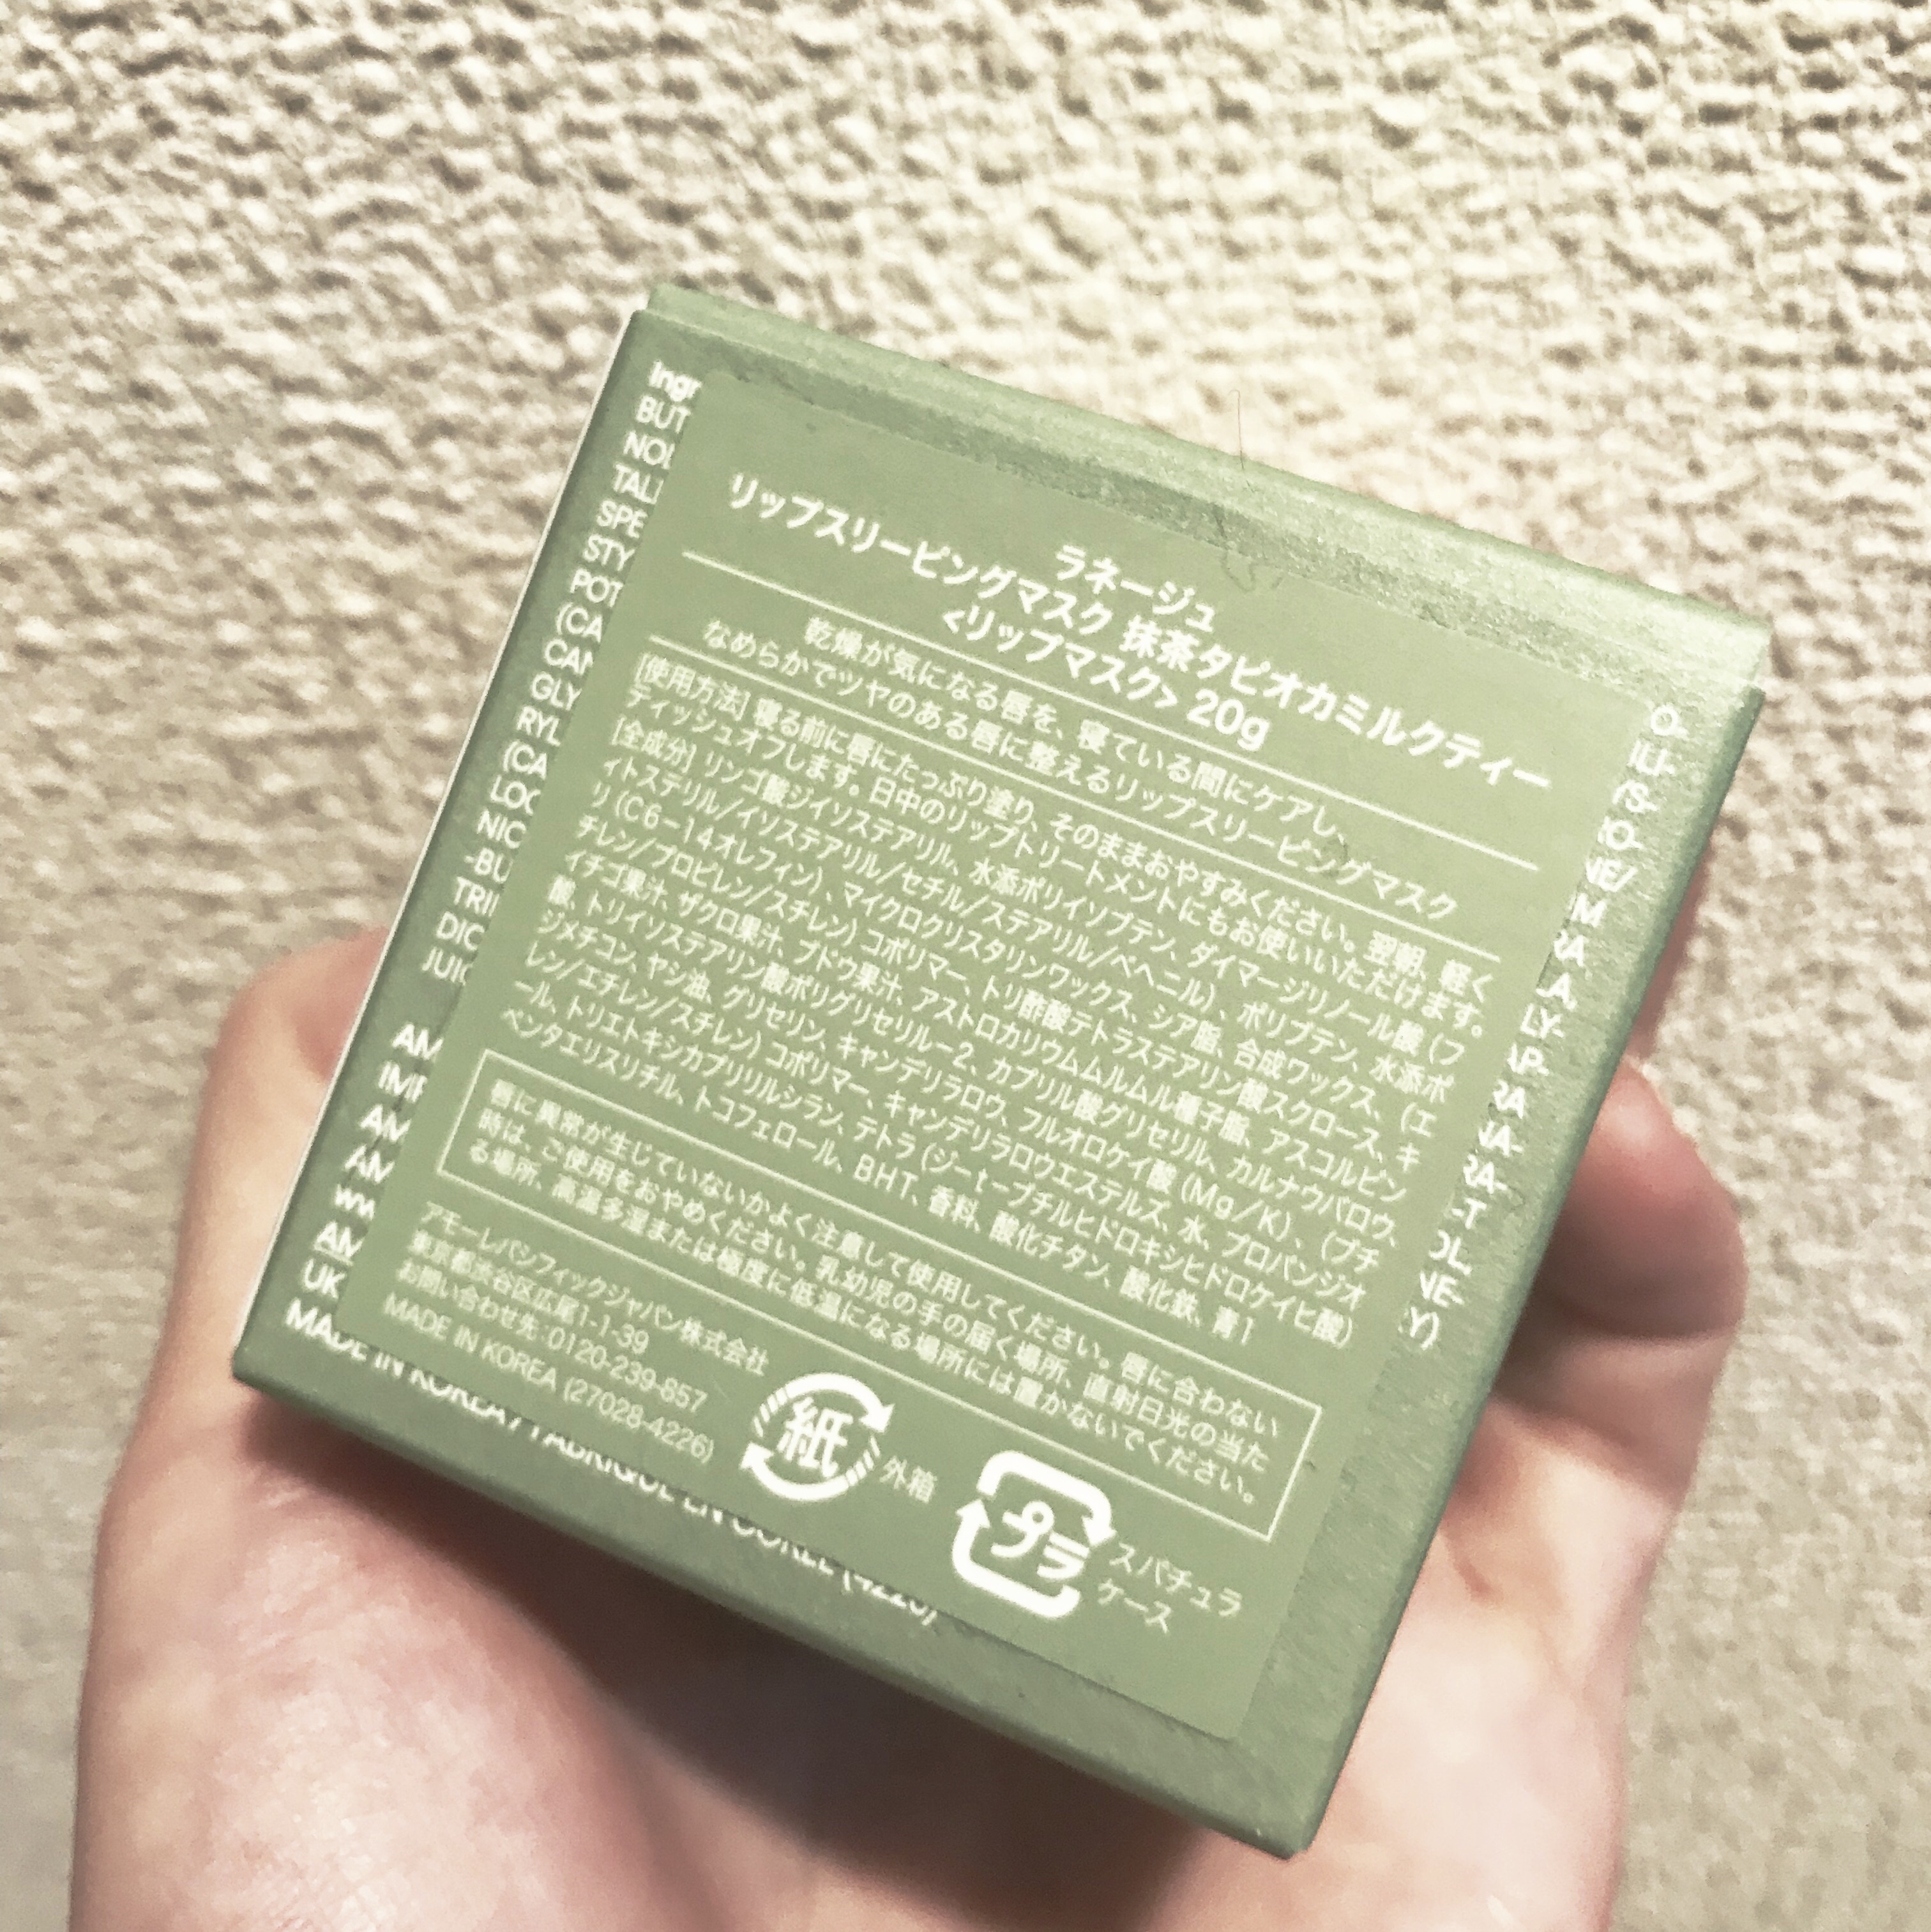 ラネージュ
リップスリーピングマスク 抹茶タピオカミルクティー
<リップマスク> 20g
乾燥が気になる唇を、寝ている間にケアし、
なめらかでツヤのある唇に整えるリップスリーピングマスク
[使用方法] 寝る前に唇にたっぷり塗り、そのままおやすみください。翌朝、軽く
ティッシュオフします。日中のリップトリートメントにもお使いいただけます。
[全成分] リンゴ酸ジイソステアリル、水添ポリイソブテン、ダイマージリノール酸 (フ
ィトステリル/イソステアリル/セチル/ステアリル/ベヘニル) 、ポリブテン、水添ポ
リ (C6-14オレフィン) 、マイクロクリスタリンワックス、シア脂、合成ワックス、(エ
チレン/プロピレン/スチレン) コポリマー、トリ酢酸テトラステアリン酸スクロース、キ
イチゴ果汁、ザクロ果汁、ブドウ果汁、アストロカリウムムルムル種子脂、アスコルビン
酸、トリイソステアリン酸ポリグリセリル-2、カプリル酸グリセリル、カルナウバロウ、
ジメチコン、ヤシ油、グリセリン、キャンデリラロウ、フルオロケイ酸 (Mg/K) 、(ブチ
レン/エチレン/スチレン) コポリマー、キャンデリラロウエステルズ、水、プロパンジオ
ール、トリエトキシカプリリルシラン、テトラ (ジ-t-ブチルヒドロキシヒドロケイヒ酸)
ペンタエリスリチル、トコフェロール、BHT、香料、酸化チタン、酸化鉄、青1
唇に異常が生じていないかよく注意して使用してください。唇に合わない
時は、ご使用をおやめください。乳幼児の手の届く場所、直射日光の当た
る場所、高温多湿または極度に低温になる場所には置かないでください。
アモーレパシフィックジャパン株式会社
東京都渋谷区広尾1-1-39
お問い合わせ先:0120-239-857
MADE IN KOREA (27028-4226)
紙 外箱
プラ スパチュラ
ケース
Ingr
BUT
TAL
SPE
STY
POT
(CA
CAN
GLY
RYL
(CA
NIC
-BU
TRI
DIC
JUIC
AM
AM
AM
AM
UK
MADE IN KOREA / FABRIQUÉ EN CORÉE (4226)